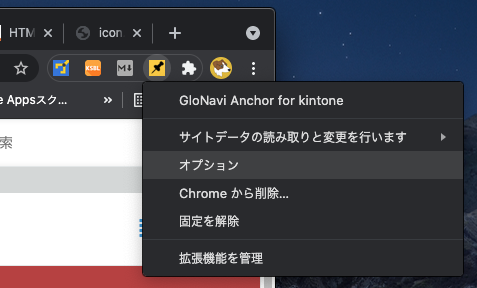 HTM
icon
KSBL
M
e Appsスク...
»
GloNavi Anchor for kintone
索
サイトデータの読み取りと変更を行います
オプション
Chrome から削除...
固定を解除
拡張機能を管理